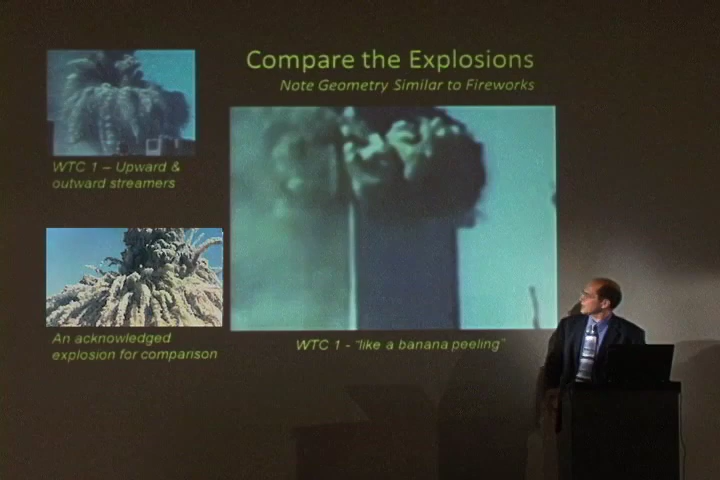 Compare the Explosions
Note Geometry Similar to Fireworks
WTC 1 – Upward &
outward streamers
An acknowledged
explosion for comparison
WTC 1 - "like a banana peeling"